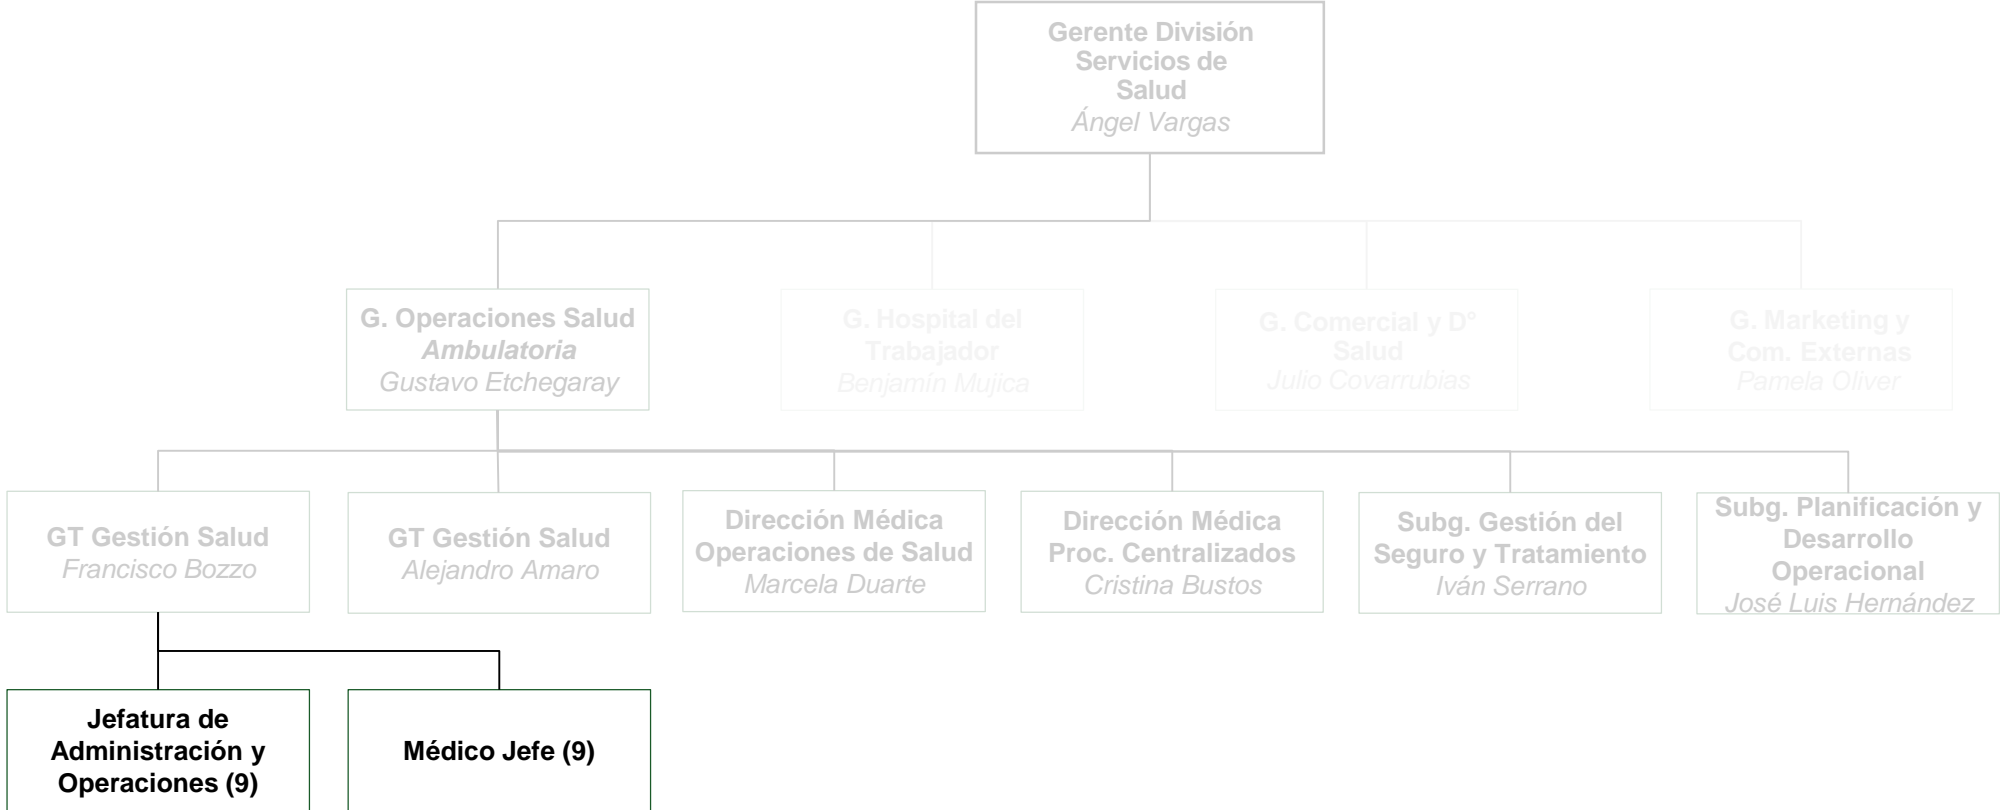 Gerente División
Servicios de
Salud
Ángel Vargas
G. Operaciones Salud
Ambulatoria
Gustavo Etchegaray
G. Hospital del
Trabajador
Benjamín Mujica
G. Comercial y D°
Salud
Julio Covarrubias
G. Marketing y
Com. Externas
Pamela Oliver
GT Gestión Salud
Francisco Bozzo
GT Gestión Salud
Alejandro Amaro
Dirección Médica
Operaciones de Salud
Marcela Duarte
Dirección Médica
Proc. Centralizados
Cristina Bustos
Subg. Gestión del
Seguro y Tratamiento
Iván Serrano
Subg. Planificación y
Desarrollo
Operacional
José Luis Hernández
Jefatura de
Administración y
Operaciones (9)
Médico Jefe (9)